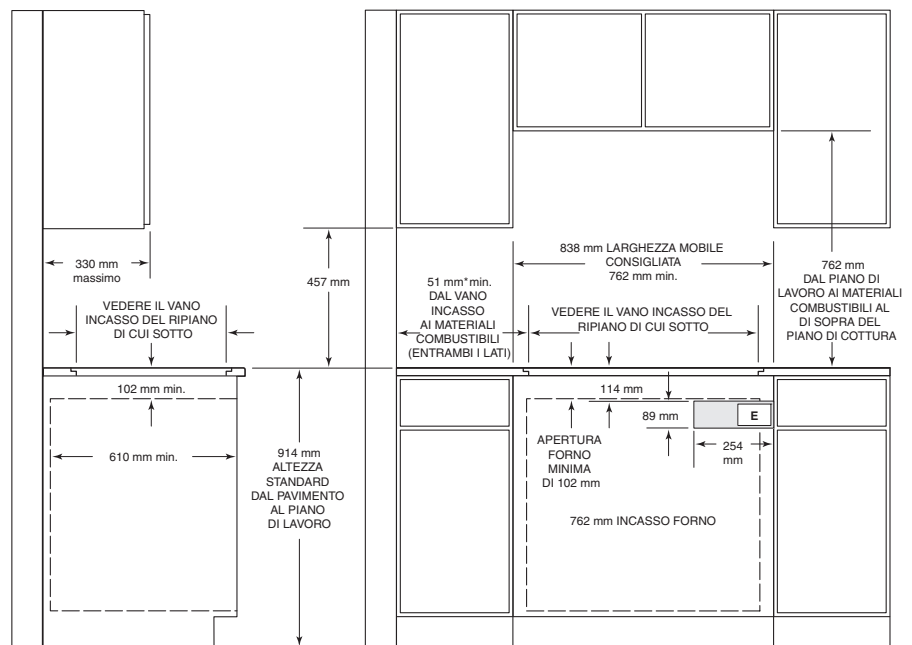 330 mm
massimo
VEDERE IL VANO
INCASSO DEL RIPIANO
DI CUI SOTTO
457 mm
51 mm*min.
DAL VANO
INCASSO
AI MATERIALI
COMBUSTIBILI
(ENTRAMBI I LATI)
838 mm LARGHEZZA MOBILE
CONSIGLIATA
762 mm min.
VEDERE IL VANO INCASSO DEL
RIPIANO DI CUI SOTTO
762 mm
DAL PIANO DI
LAVORO AI MATERIALI
COMBUSTIBILI AL
DI SOPRA DEL
PIANO DI COTTURA
102 mm min.
610 mm min.
914 mm
ALTEZZA
STANDARD
DAL PAVIMENTO
AL PIANO
DI LAVORO
114 mm
89 mm
E
254
mm
APERTURA
FORNO
MINIMA
DI 102 mm
762 mm INCASSO FORNO